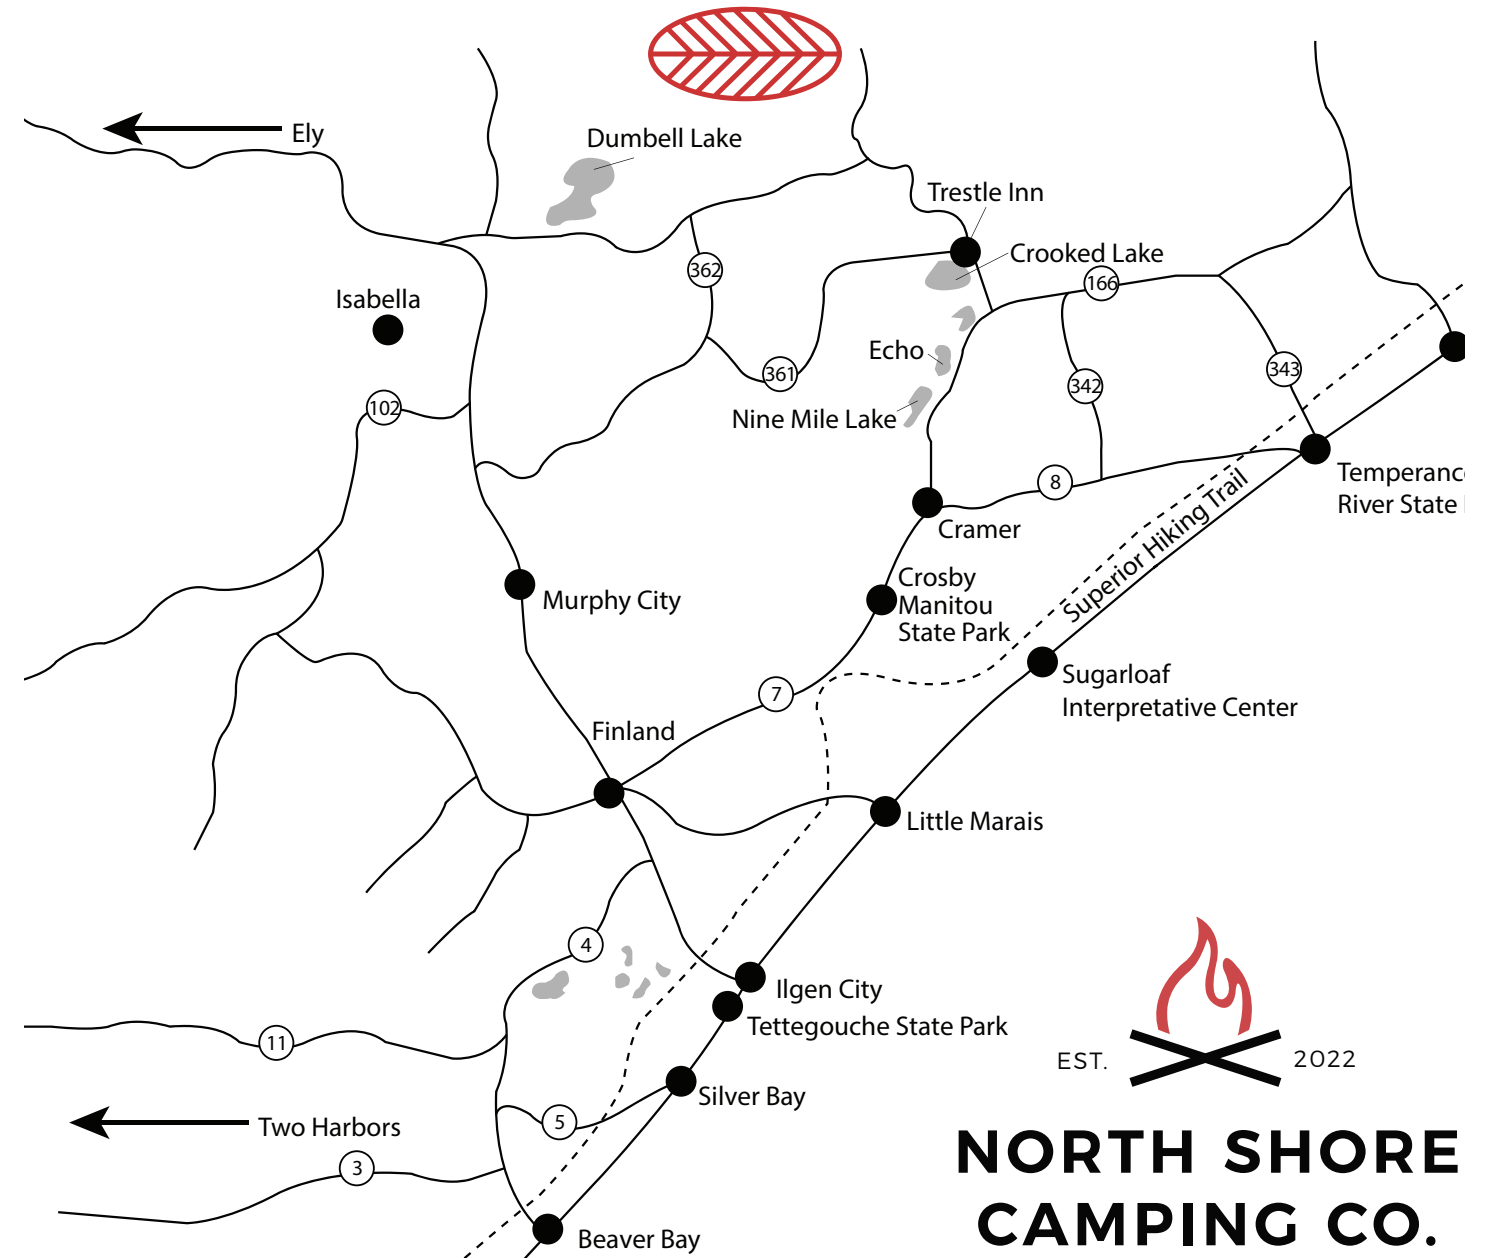 Ely
Dumbell Lake
Trestle Inn
Crooked Lake
362
166
Isabella
Echo
361
342
343
102
Nine Mile Lake
8
Temperanc
River State
Superior Hiking Trail
Cramer
Crosby
Manitou
State Park
Murphy City
Sugarloaf
Interpretative Center
7
Finland
Little Marais
4
Ilgen City
Tettegouche State Park
11
EST.
2022
Silver Bay
5
Two Harbors
3
Beaver Bay
NORTH SHORE
CAMPING CO.